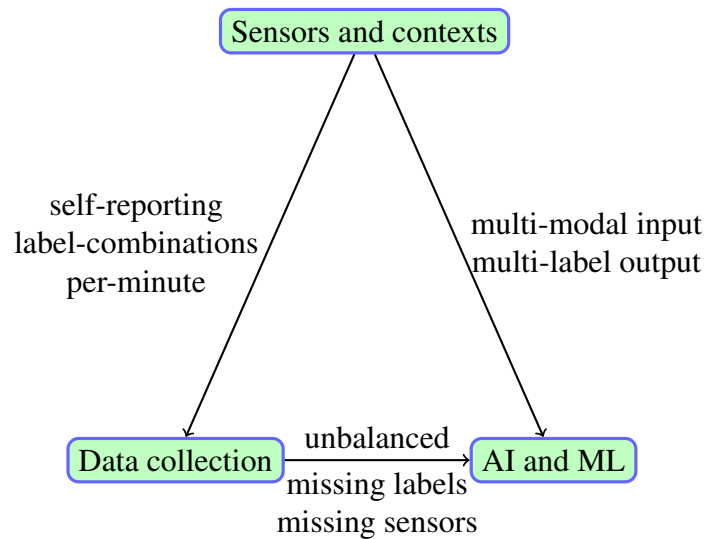 Sensors and contexts
self-reporting
label-combinations
per-minute
multi-modal input
multi-label output
Data collection
unbalanced
missing labels
missing sensors
AI and ML